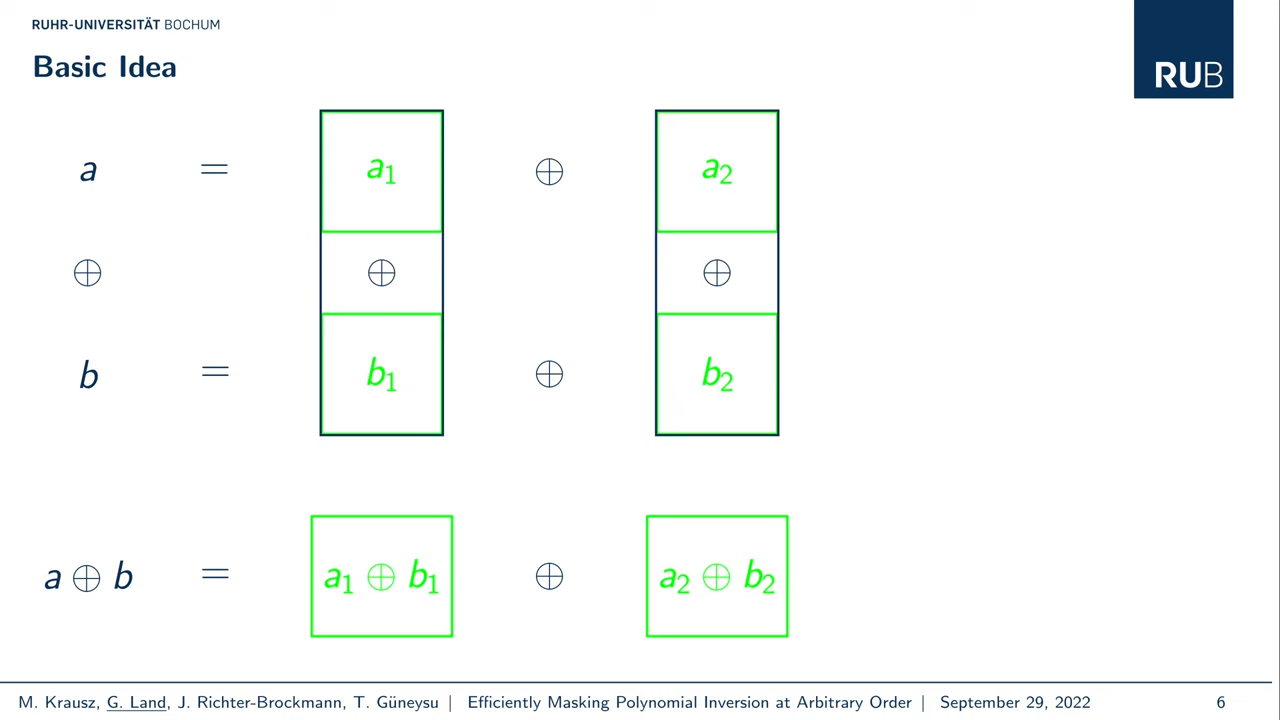 RUHR-UNIVERSITÄT BOCHUM
Basic Idea
RUB
a = a₁ ⊕ a₂
⊕ ⊕ ⊕
b = b₁ ⊕ b₂
a ⊕ b = a₁ ⊕ b₁ ⊕ a₂ ⊕ b₂
M. Krausz, G. Land, J. Richter-Brockmann, T. Güneysu | Efficiently Masking Polynomial Inversion at Arbitrary Order | September 29, 2022 6